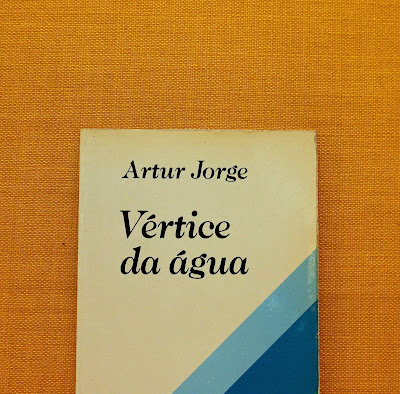 Artur Jorge
Vértice
da água